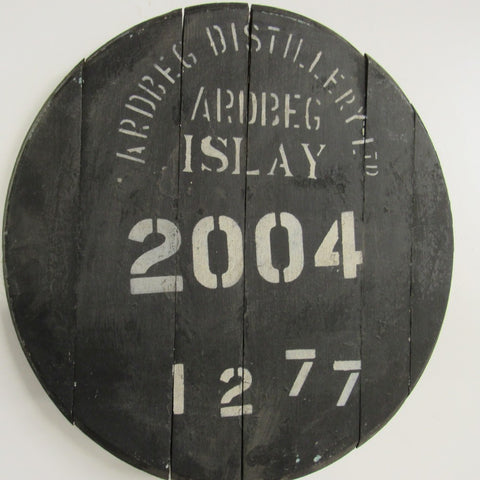 ARDBEG DISTILLERY LTD
ARDBEG
ISLAY
2004
1277